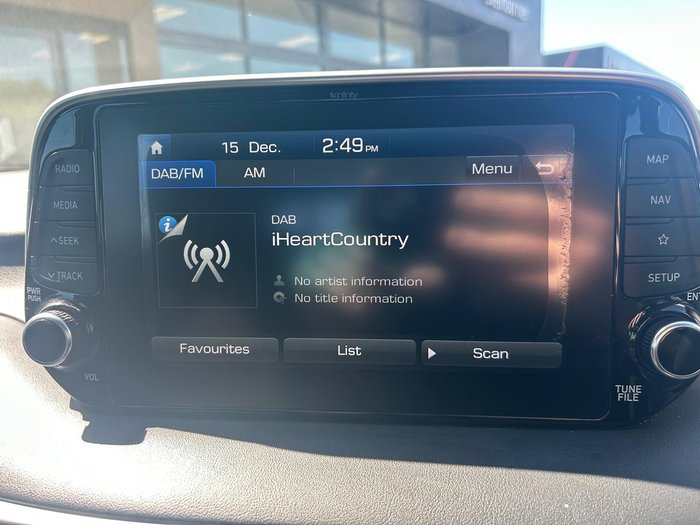 infinity
15 Dec. 2:49 PM
DAB/FM AM Menu
DAB
iHeartCountry
No artist information
No title information
Favourites List Scan
RADIO
MEDIA
SEEK
TRACK
PWR
PUSH
VOL
MAP
NAV
SETUP
TUNE
FILE